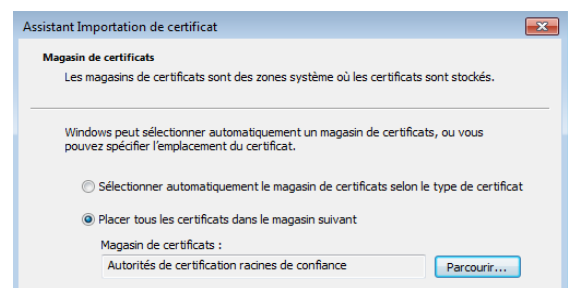 Assistant Importation de certificat
Magasin de certificats
Les magasins de certificats sont des zones système où les certificats sont stockés.
Windows peut sélectionner automatiquement un magasin de certificats, ou vous
pouvez spécifier l'emplacement du certificat.
Sélectionner automatiquement le magasin de certificats selon le type de certificat
Placer tous les certificats dans le magasin suivant
Magasin de certificats :
Autorités de certification racines de confiance
Parcourir...